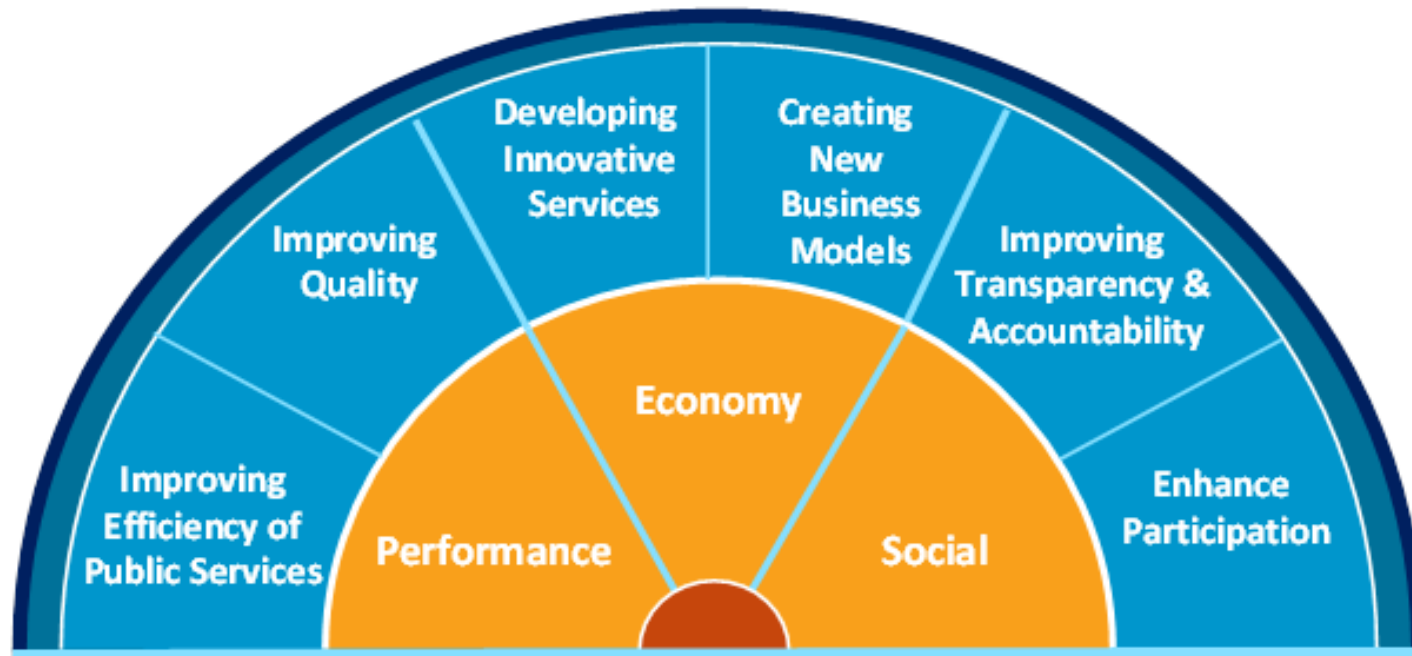 Improving
Efficiency of
Public Services
Improving
Quality
Developing
Innovative
Services
Creating
New
Business
Models
Improving
Transparency &
Accountability
Enhance
Participation
Performance
Economy
Social